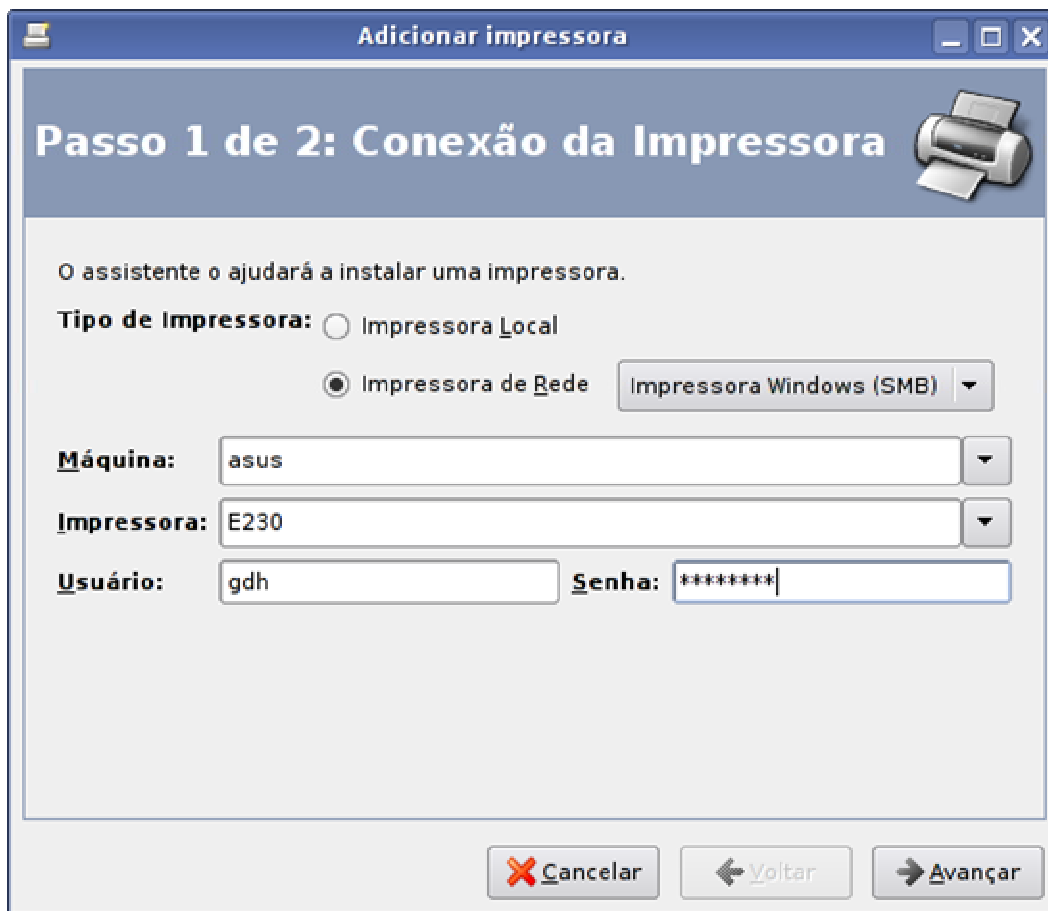 Adicionar impressora
Passo 1 de 2: Conexão da Impressora
O assistente o ajudará a instalar uma impressora.
Tipo de Impressora: Impressora Local
Impressora de Rede Impressora Windows (SMB)
Máquina: asus
Impressora: E230
Usuário: gdh Senha: ********
Cancelar Voltar Avançar